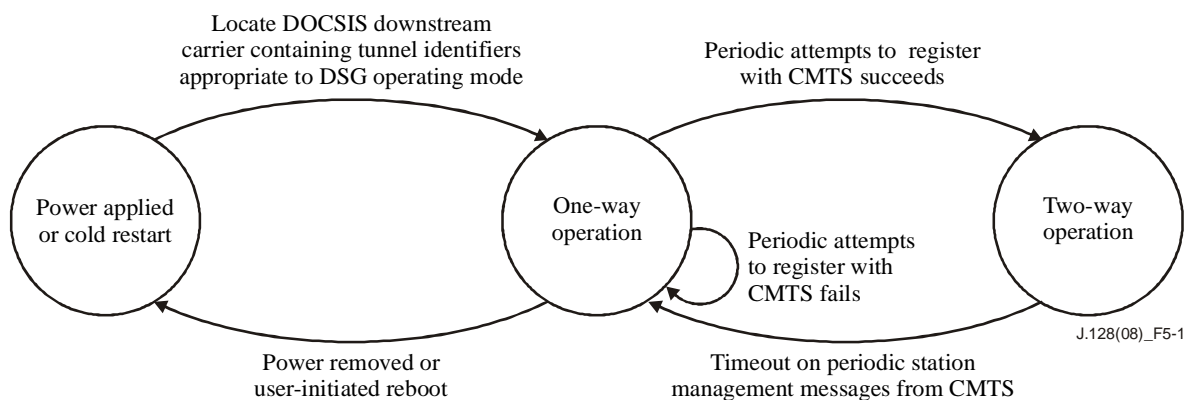 Locate DOCSIS downstream
carrier containing tunnel identifiers
appropriate to DSG operating mode
Periodic attempts to register
with CMTS succeeds
Power applied
or cold restart
One-way
operation
Two-way
operation
Periodic attempts
to register with
CMTS fails
J.128(08)_F5-1
Power removed or
user-initiated reboot
Timeout on periodic station
management messages from CMTS